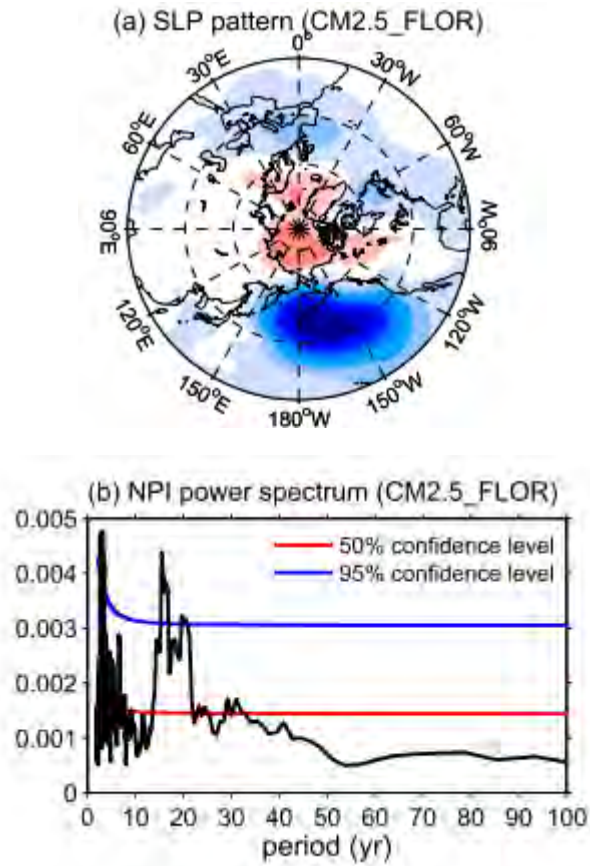 (a) SLP pattern (CM2.5_FLOR)
0°
30°E
30°W
60°E
60°W
90°E
90°W
120°E
120°W
150°E
150°W
180°W
(b) NPI power spectrum (CM2.5_FLOR)
0.005
50% confidence level
0.004
95% confidence level
0.003
0.002
0.001
0
0 10 20 30 40 50 60 70 80 90 100
period (yr)